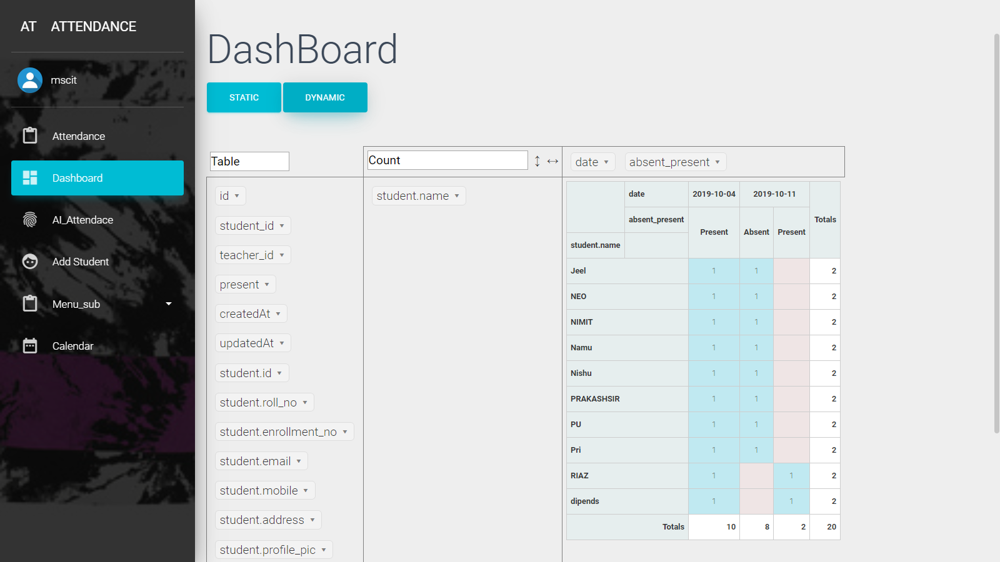 AT ATTENDANCE
mscit
Attendance
Dashboard
AI_Attendace
Add Student
Menu_sub
Calendar
DashBoard
STATIC DYNAMIC
Table
Count ↕ ↔
date ▾ absent_present ▾
id ▾
student_id ▾
teacher_id ▾
present ▾
createdAt ▾
updatedAt ▾
student.id ▾
student.roll_no ▾
student.enrollment_no ▾
student.email ▾
student.mobile ▾
student.address ▾
student.profile_pic ▾
student.name ▾
date 2019-10-04 2019-10-11 Totals
absent_present Present Absent Present
student.name
Jeel 1 1 2
NEO 1 1 2
NIMIT 1 1 2
Namu 1 1 2
Nishu 1 1 2
PRAKASHSIR 1 1 2
PU 1 1 2
Pri 1 1 2
RIAZ 1 1 2
dipends 1 1 2
Totals 10 8 2 20